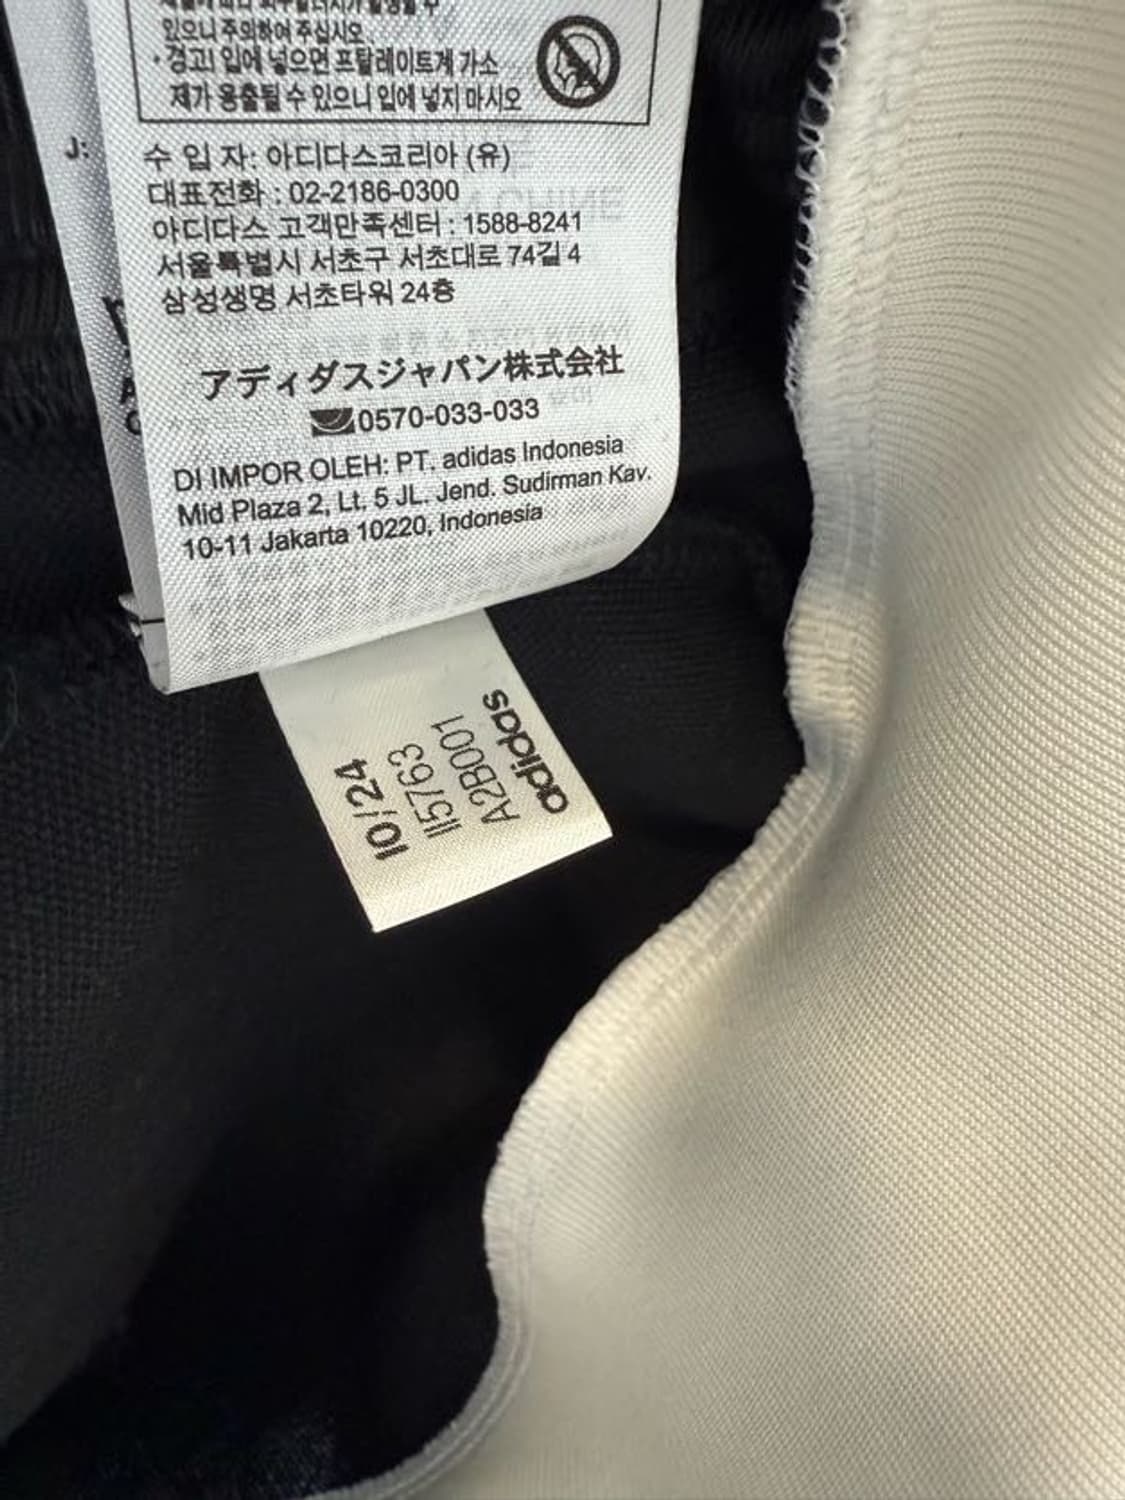 있으니 주의하여 주십시오
· 경고! 입에 넣으면 프탈레이트계 가소
제가 용출될 수 있으니 입에 넣지 마시오
J:
수 입 자: 아디다스코리아 (유)
대표전화 : 02-2186-0300
아디다스 고객만족센터 : 1588-8241
서울특별시 서초구 서초대로 74길 4
삼성생명 서초타워 24층
アディダスジャパン株式会社
0570-033-033
DI IMPOR OLEH: PT. adidas Indonesia
Mid Plaza 2, Lt. 5 JL. Jend. Sudirman Kav.
10-11 Jakarta 10220, Indonesia
10/24
115763
A2B001
adidas